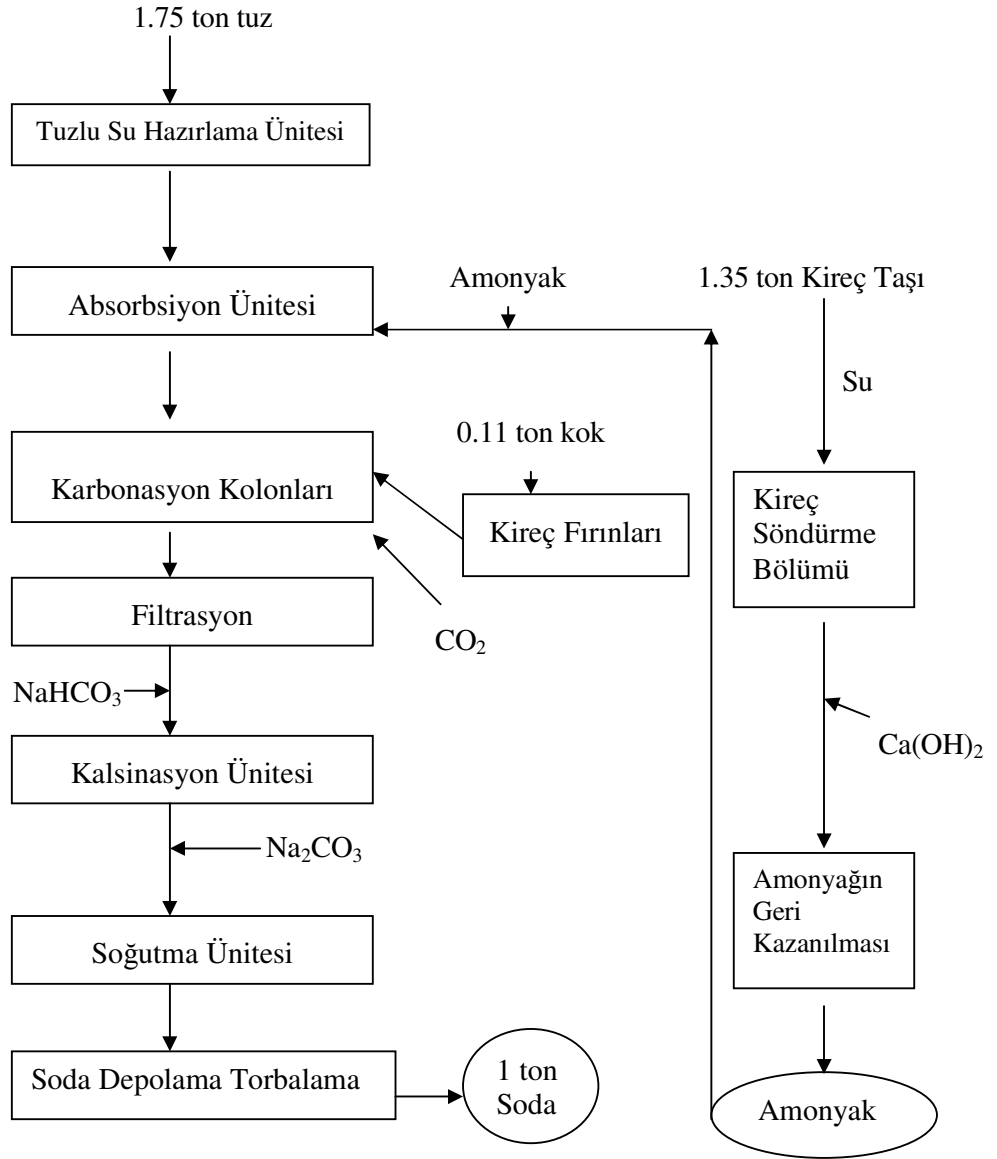 1.75 ton tuz
Tuzlu Su Hazırlama Ünitesi
Absorbsiyon Ünitesi
Amonyak
1.35 ton Kireç Taşı
Su
Karbonasyon Kolonları
0.11 ton kok
Kireç Fırınları
Kireç
Söndürme
Bölümü
CO₂
Filtrasyon
NaHCO₃
Ca(OH)₂
Kalsinasyon Ünitesi
Na₂CO₃
Amonyağın
Geri
Kazanılması
Soğutma Ünitesi
Soda Depolama Torbalama
1 ton
Soda
Amonyak